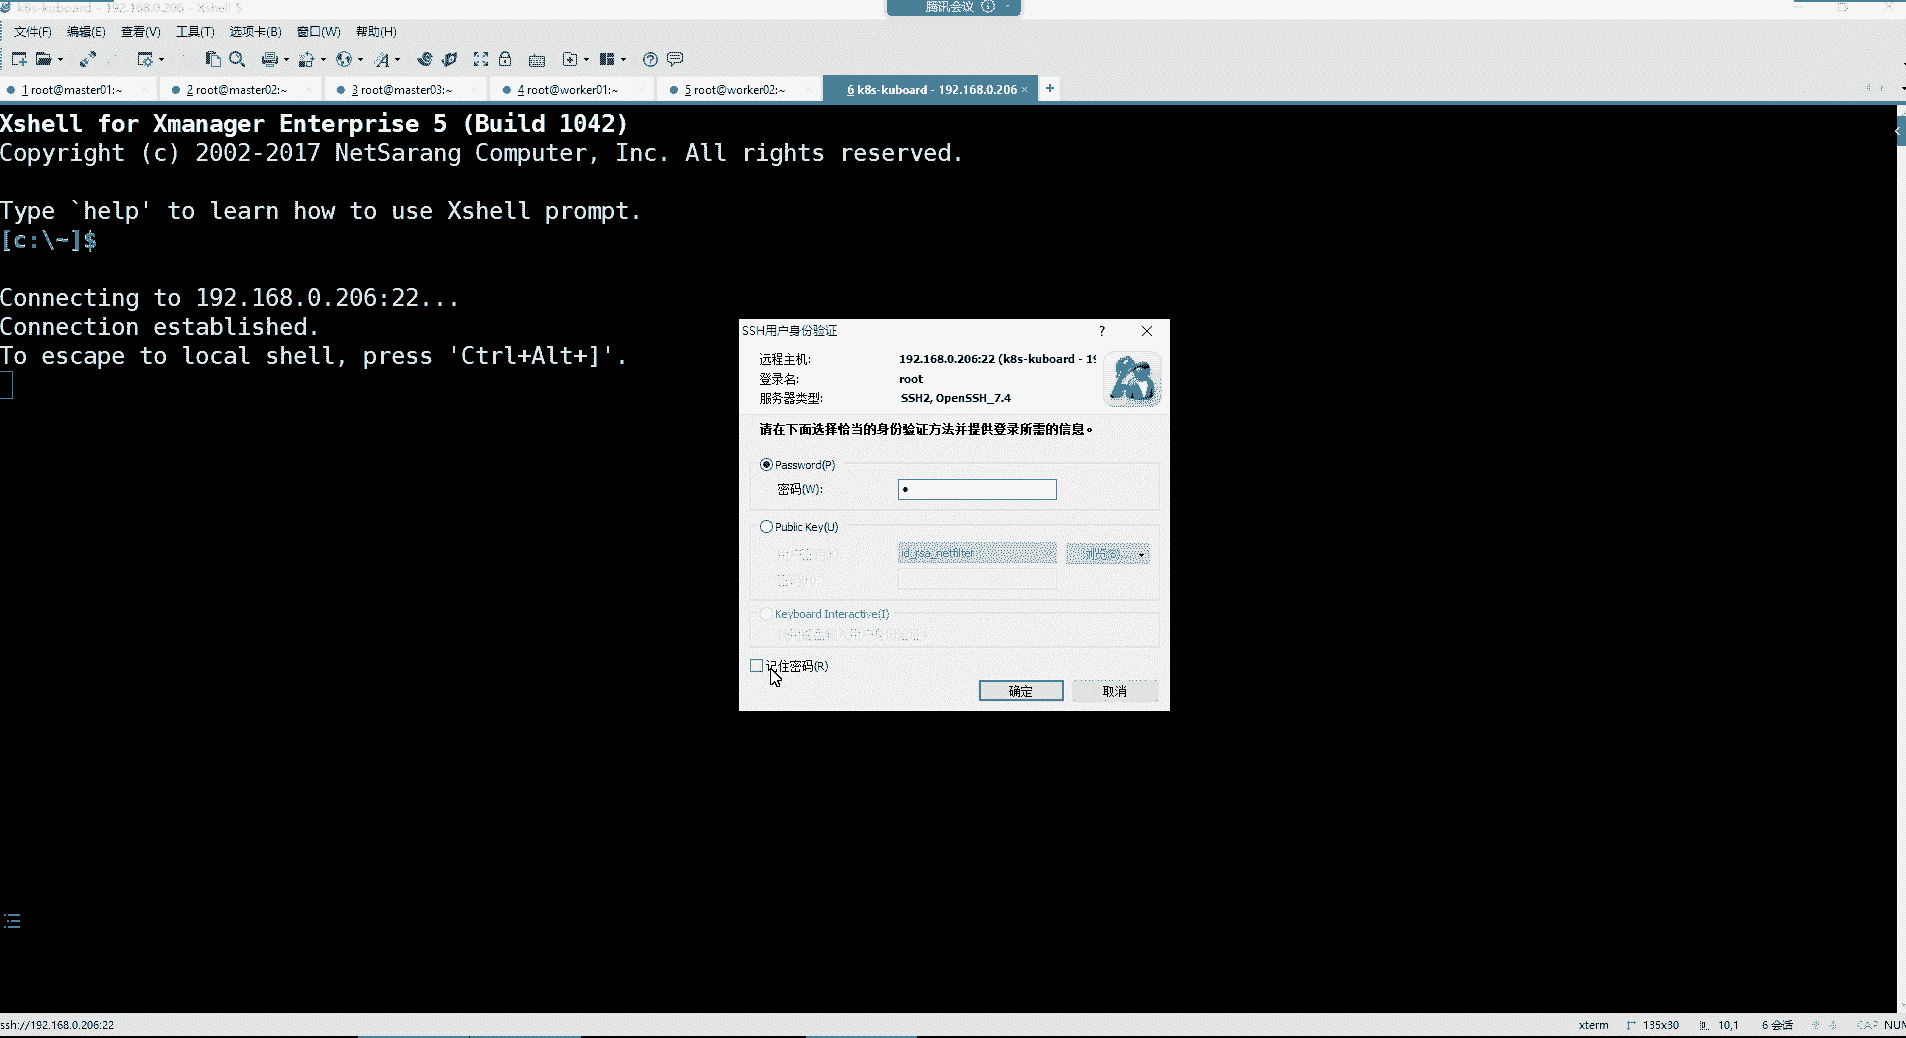 k8s-kuboard - 192.168.0.206 - Xshell 5
腾讯会议
文件(F) 编辑(E) 查看(V) 工具(T) 选项卡(B) 窗口(W) 帮助(H)
1 root@master01:~ 2 root@master02:~ 3 root@master03:~ 4 root@worker01:~ 5 root@worker02:~ 6 k8s-kuboard - 192.168.0.206
Xshell for Xmanager Enterprise 5 (Build 1042)
Copyright (c) 2002-2017 NetSarang Computer, Inc. All rights reserved.
Type `help' to learn how to use Xshell prompt.
[c:\~]$
Connecting to 192.168.0.206:22...
Connection established.
To escape to local shell, press 'Ctrl+Alt+]'.
SSH用户身份验证
远程主机: 192.168.0.206:22 (k8s-kuboard - 19
登录名: root
服务器类型: SSH2, OpenSSH_7.4
请在下面选择恰当的身份验证方法并提供登录所需的信息。
Password(P)
密码(W):
Public Key(U)
id_rsa_netfilter
Keyboard Interactive(I)
记住密码(R)
确定 取消
ssh://192.168.0.206:22 xterm 135x30 10,1 6 会话 CAP NUM